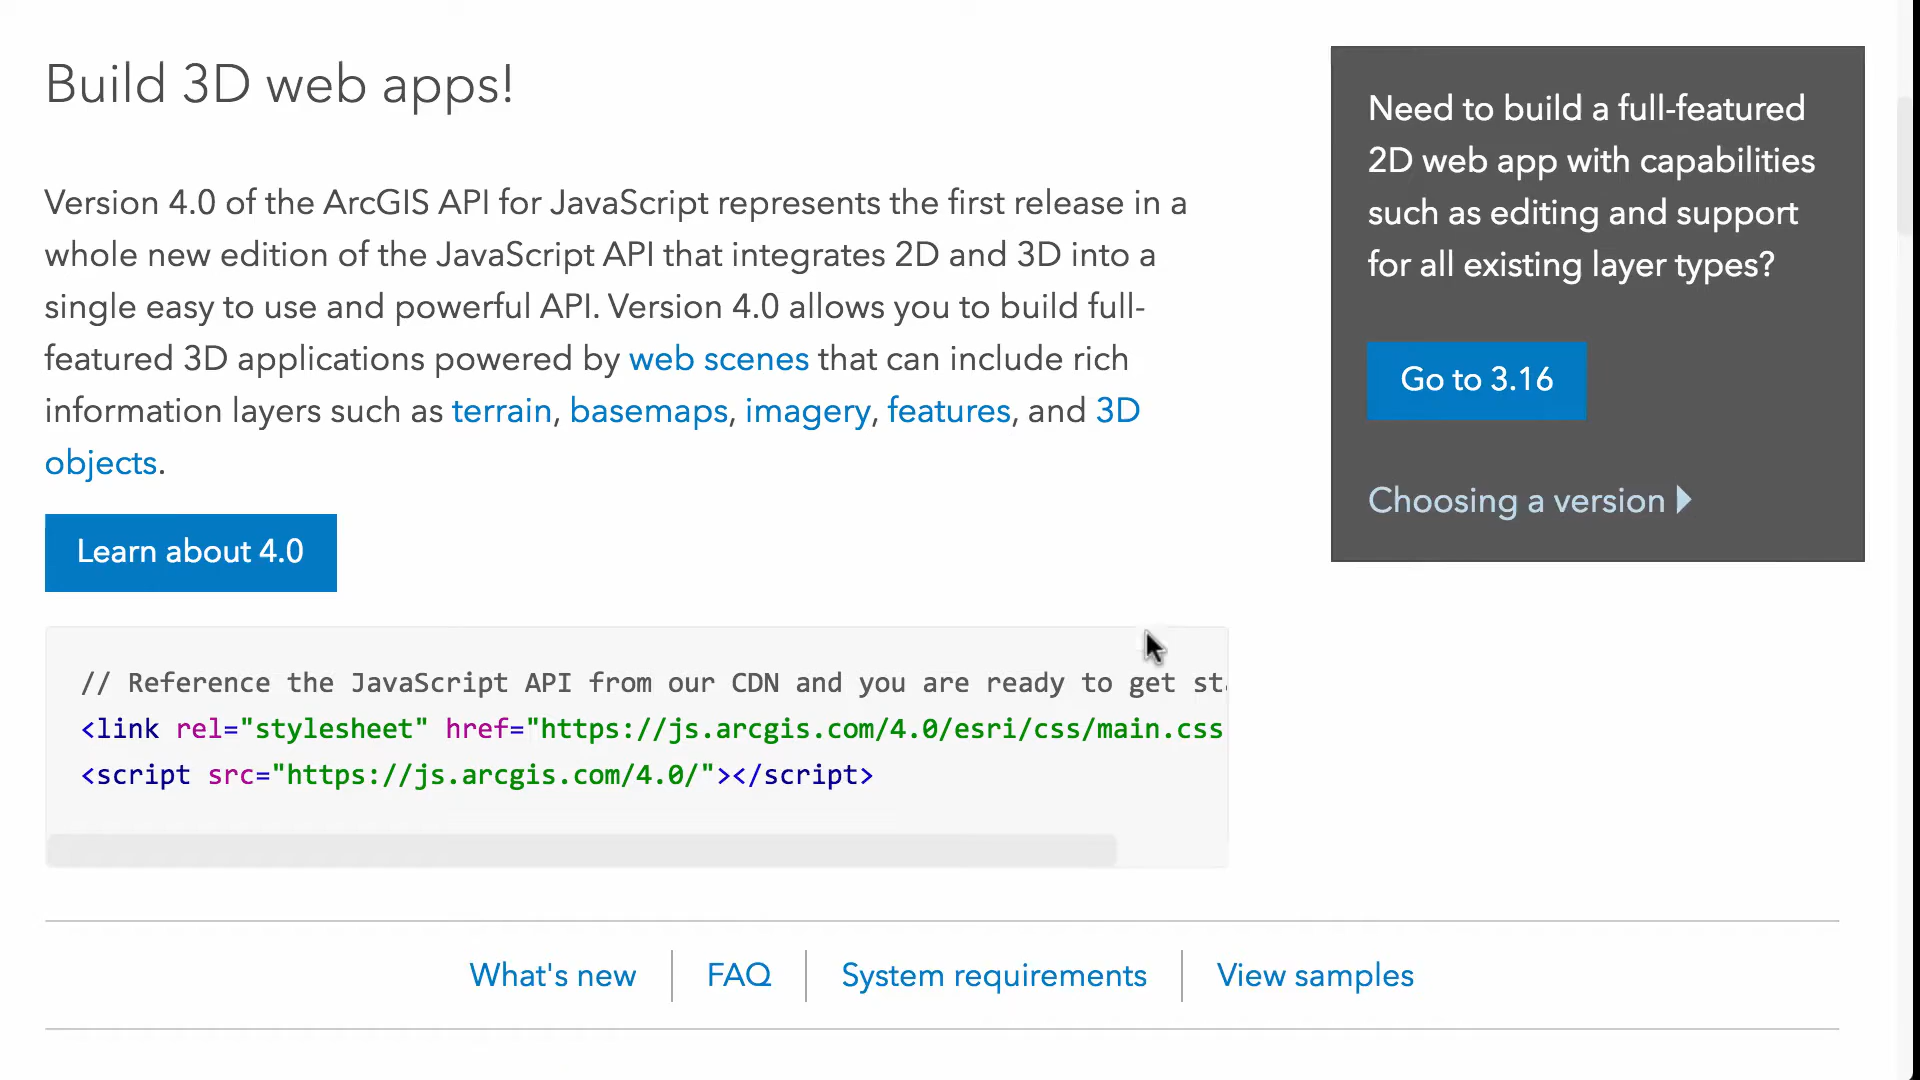 Build 3D web apps!
Version 4.0 of the ArcGIS API for JavaScript represents the first release in a
whole new edition of the JavaScript API that integrates 2D and 3D into a
single easy to use and powerful API. Version 4.0 allows you to build full-
featured 3D applications powered by web scenes that can include rich
information layers such as terrain, basemaps, imagery, features, and 3D
objects.
Learn about 4.0
// Reference the JavaScript API from our CDN and you are ready to get
<link rel="stylesheet" href="https://js.arcgis.com/4.0/esri/css/main.css
<script src="https://js.arcgis.com/4.0/"></script>
Need to build a full-featured
2D web app with capabilities
such as editing and support
for all existing layer types?
Go to 3.16
Choosing a version
What's new
FAQ
System requirements
View samples